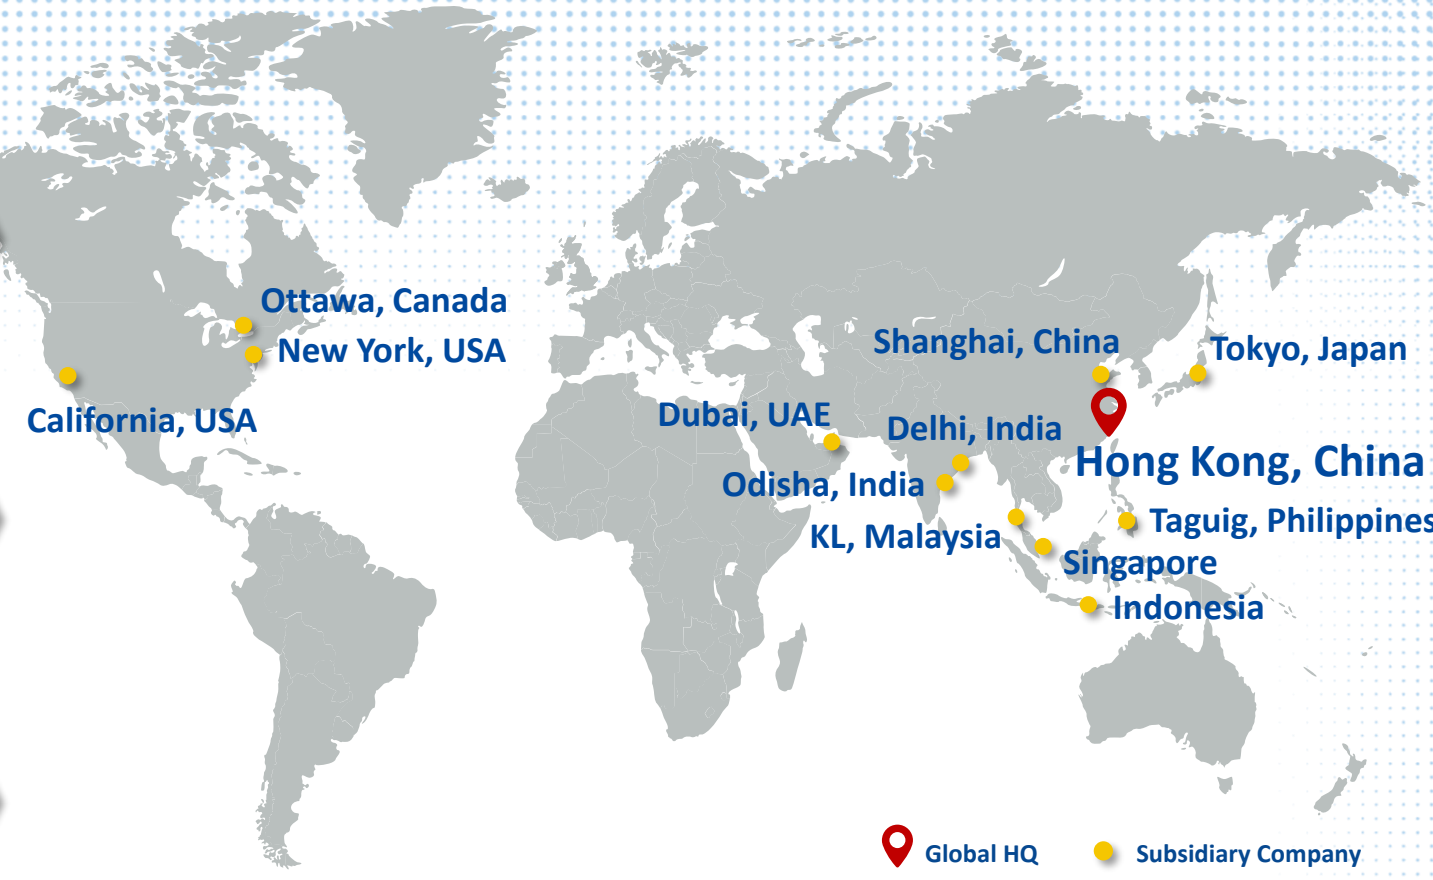 Ottawa, Canada
New York, USA
California, USA
Shanghai, China
Tokyo, Japan
Dubai, UAE
Delhi, India
Hong Kong, China
Odisha, India
KL, Malaysia
Taguig, Philippines
Singapore
Indonesia
Global HQ
Subsidiary Company